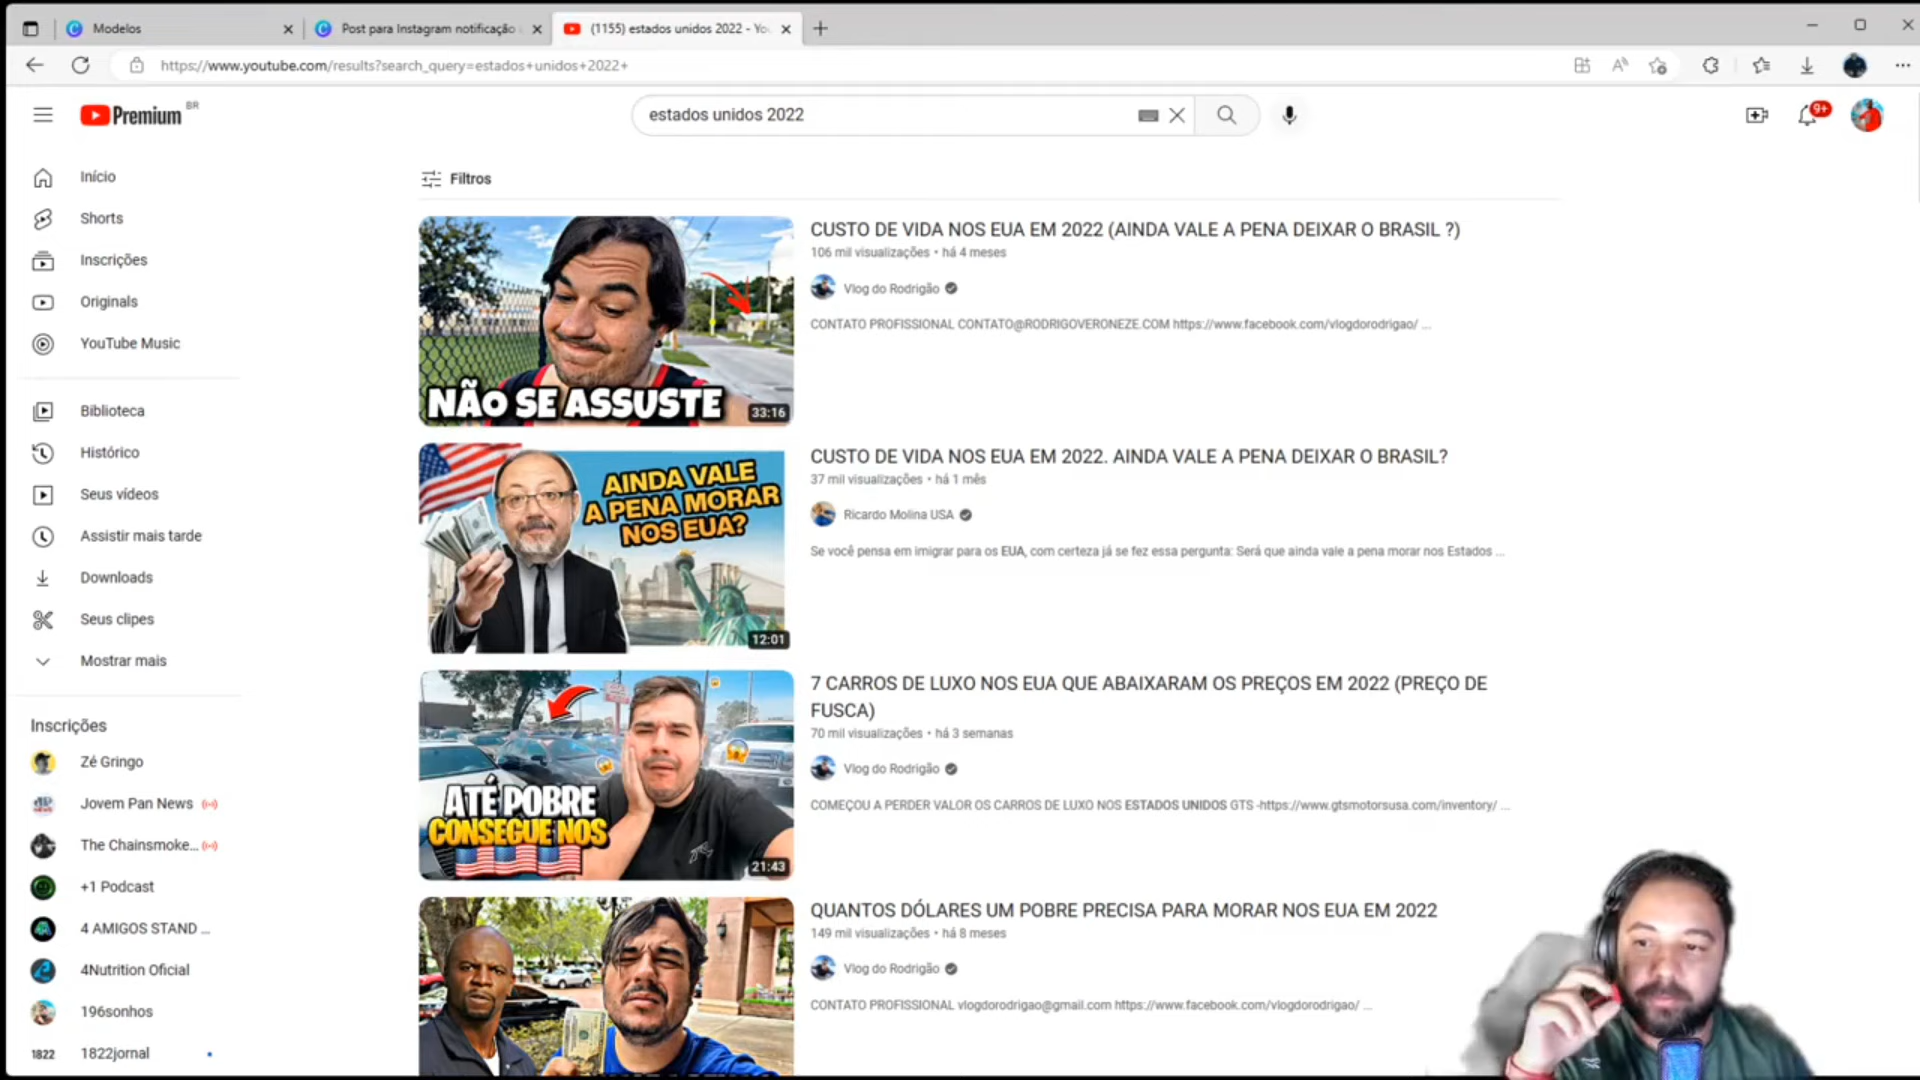 Modelos
Post para Instagram notificação
(1155) estados unidos 2022 - You
https://www.youtube.com/results?search_query=estados+unidos+2022+
Premium BR
estados unidos 2022
9+
Início
Shorts
Inscrições
Originals
YouTube Music
Biblioteca
Histórico
Seus vídeos
Assistir mais tarde
Downloads
Seus clipes
Mostrar mais
Inscrições
Zé Gringo
Jovem Pan News
The Chainsmoke...
+1 Podcast
4 AMIGOS STAND ...
4Nutrition Oficial
196sonhos
1822 1822jornal
Filtros
NÃO SE ASSUSTE
33:16
CUSTO DE VIDA NOS EUA EM 2022 (AINDA VALE A PENA DEIXAR O BRASIL ?)
106 mil visualizações • há 4 meses
Vlog do Rodrigão
CONTATO PROFISSIONAL CONTATO@RODRIGOVERONEZE.COM https://www.facebook.com/vlogdorodrigao/ ...
AINDA VALE
A PENA MORAR
NOS EUA?
12:01
CUSTO DE VIDA NOS EUA EM 2022. AINDA VALE A PENA DEIXAR O BRASIL?
37 mil visualizações • há 1 mês
Ricardo Molina USA
Se você pensa em imigrar para os EUA, com certeza já se fez essa pergunta: Será que ainda vale a pena morar nos Estados ...
ATÉ POBRE
CONSEGUE NOS
21:43
7 CARROS DE LUXO NOS EUA QUE ABAIXARAM OS PREÇOS EM 2022 (PREÇO DE
FUSCA)
70 mil visualizações • há 3 semanas
Vlog do Rodrigão
COMEÇOU A PERDER VALOR OS CARROS DE LUXO NOS ESTADOS UNIDOS GTS -https://www.gtsmotorsusa.com/inventory/ ...
QUANTOS DÓLARES UM POBRE PRECISA PARA MORAR NOS EUA EM 2022
149 mil visualizações • há 8 meses
Vlog do Rodrigão
CONTATO PROFISSIONAL vlogdorodrigao@gmail.com https://www.facebook.com/vlogdorodrigao/ ...